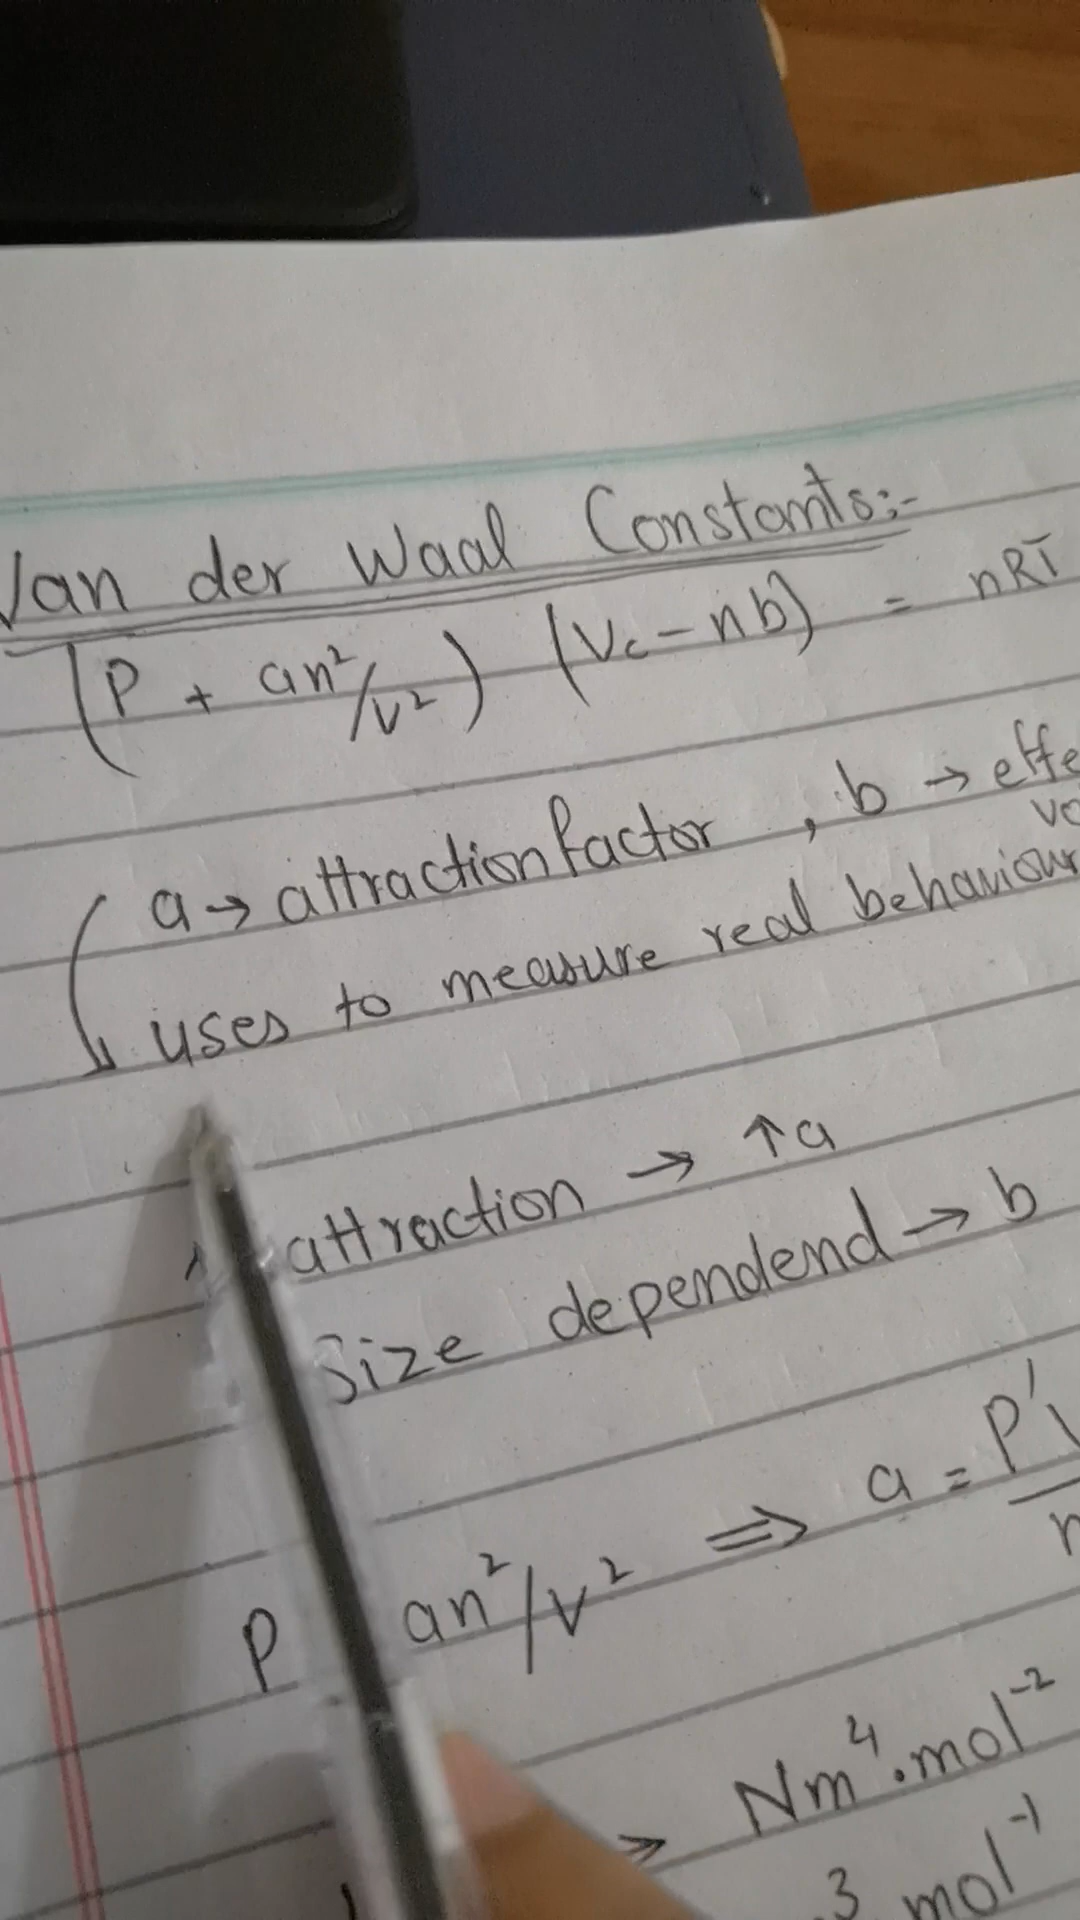 Van der Waal Constants:-
(P + an²/v²) (Vc - nb) = nRT
a → attraction factor, b →
uses to measure real behaviour
attraction → ↑a
Size dependend → b
P an²/v² ⇒ a = P'
Nm⁴.mol⁻²
³ mol⁻¹